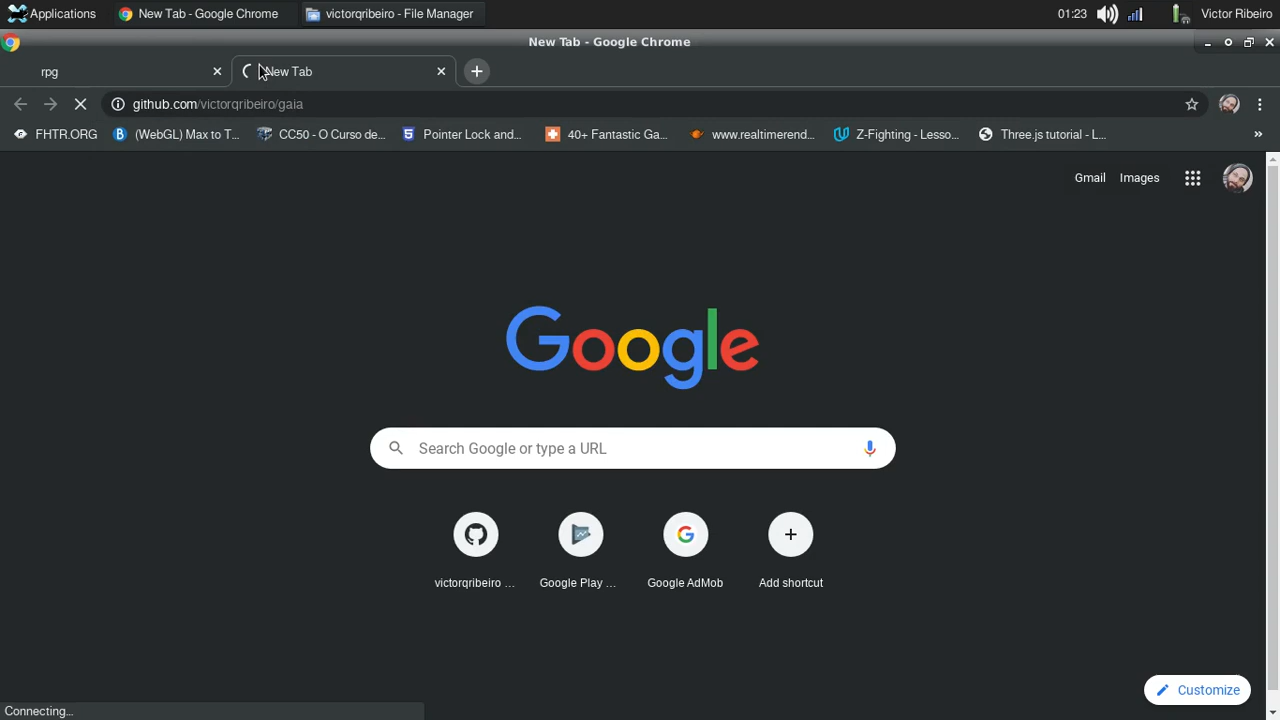 Applications New Tab - Google Chrome victorqribeiro - File Manager 01:23 Victor Ribeiro
New Tab - Google Chrome
rpg New Tab
github.com/victorqribeiro/gaia
FHTR.ORG (WebGL) Max to T... CC50 - O Curso de... Pointer Lock and... 40+ Fantastic Ga... www.realtimerend... Z-Fighting - Lesso... Three.js tutorial - L... »
Gmail Images
Google
Search Google or type a URL
victorqribeiro ... Google Play ... Google AdMob Add shortcut
Customize
Connecting...